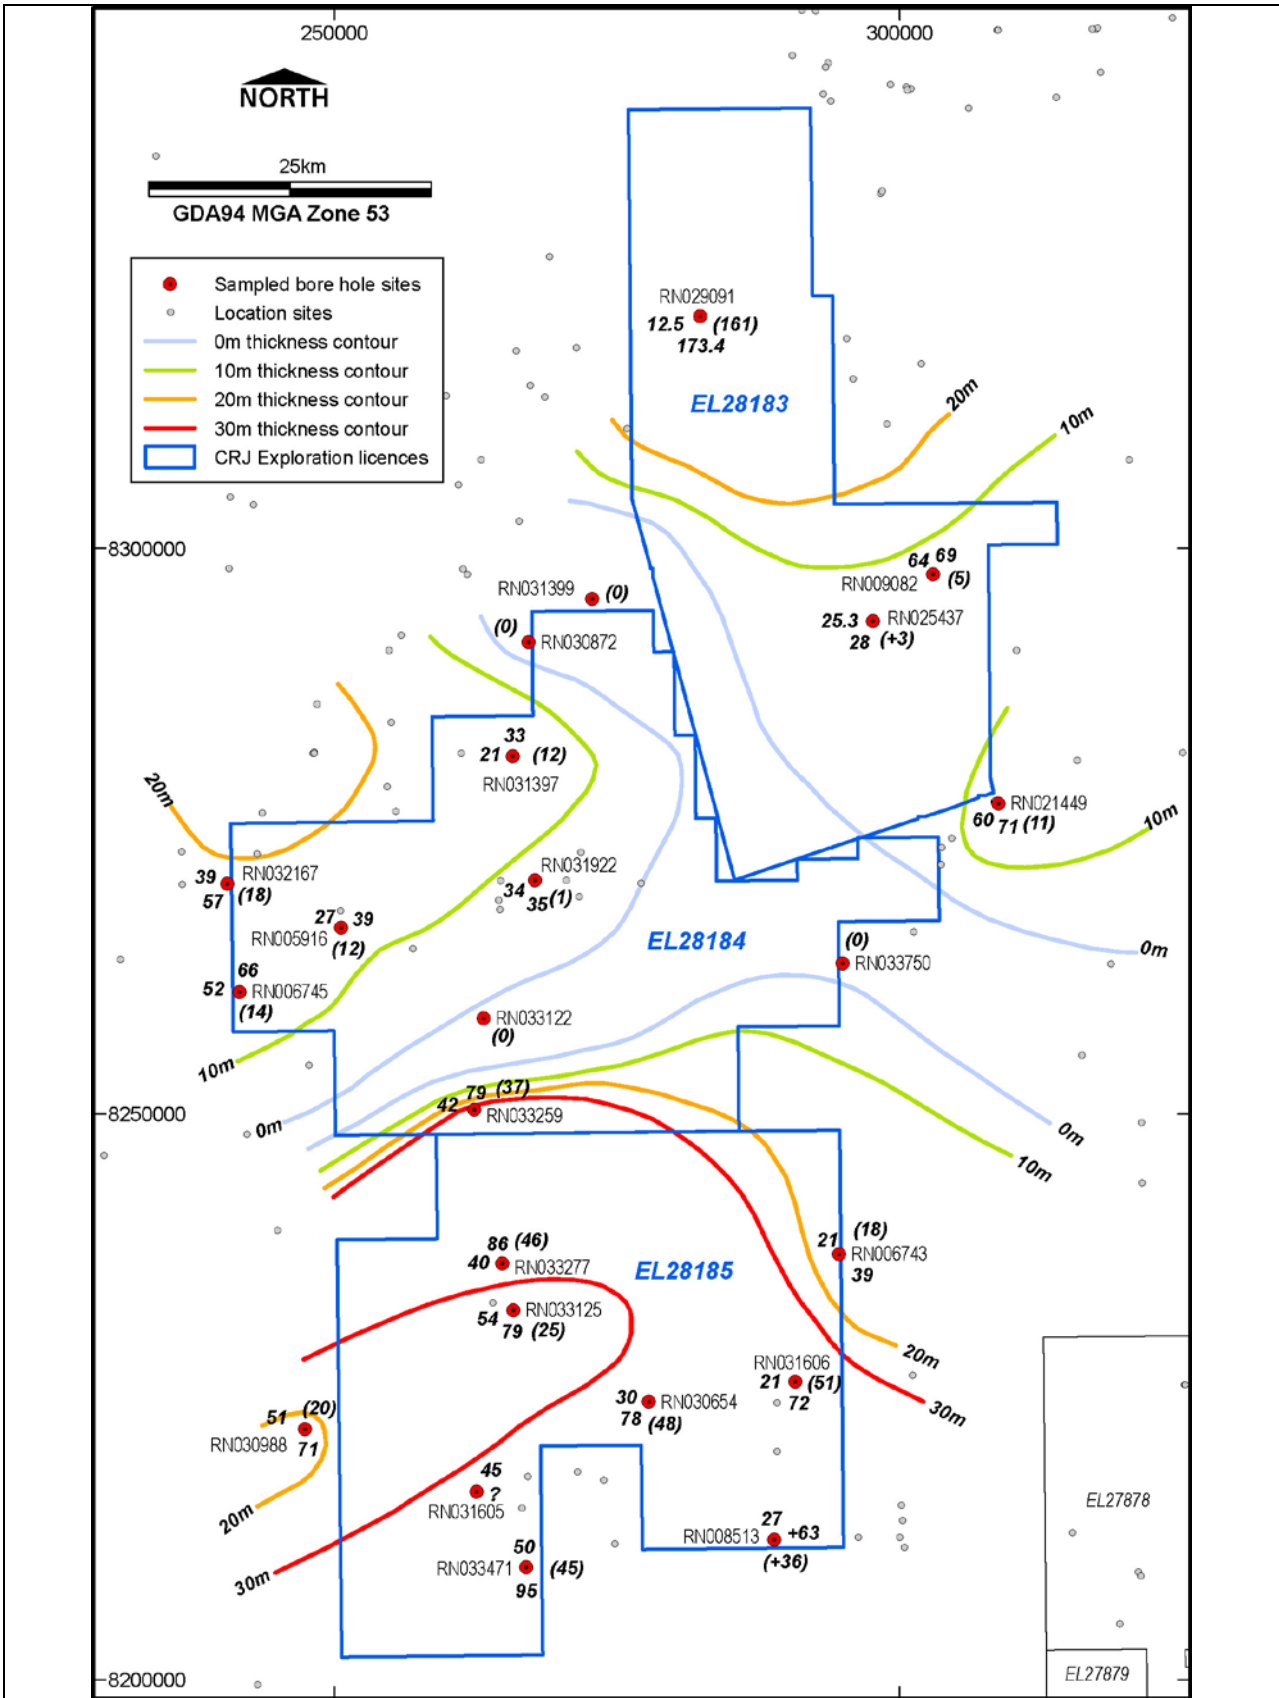 250000
300000
NORTH
25km
GDA94 MGA Zone 53
Sampled bore hole sites
Location sites
0m thickness contour
10m thickness contour
20m thickness contour
30m thickness contour
CRJ Exploration licences
RN029091
12.5 (161)
173.4
EL28183
20m
10m
8300000
64 69
RN009082 (5)
RN031399 (0)
25.3 RN025437
28 (+3)
(0) RN030872
33
21 (12)
RN031397
20m
RN021449
60 71 (11)
10m
RN032167
39
57 (18)
RN031922
34
35 (1)
27 39
RN005916
(12)
EL28184
(0)
RN033750
0m
66
52 RN006745
(14)
RN033122
(0)
10m
79 (37)
42
RN033259
8250000
0m
0m
10m
86 (46)
40 RN033277
EL28185
21 (18)
RN006743
39
RN033125
54
79 (25)
20m
RN031606
21 (51)
72
30 RN030654
78 (48)
30m
51 (20)
RN030988 71
20m
45
?
RN031605
EL27878
27
RN008513 +63
(+36)
50
RN033471 (45)
95
30m
8200000
EL27879